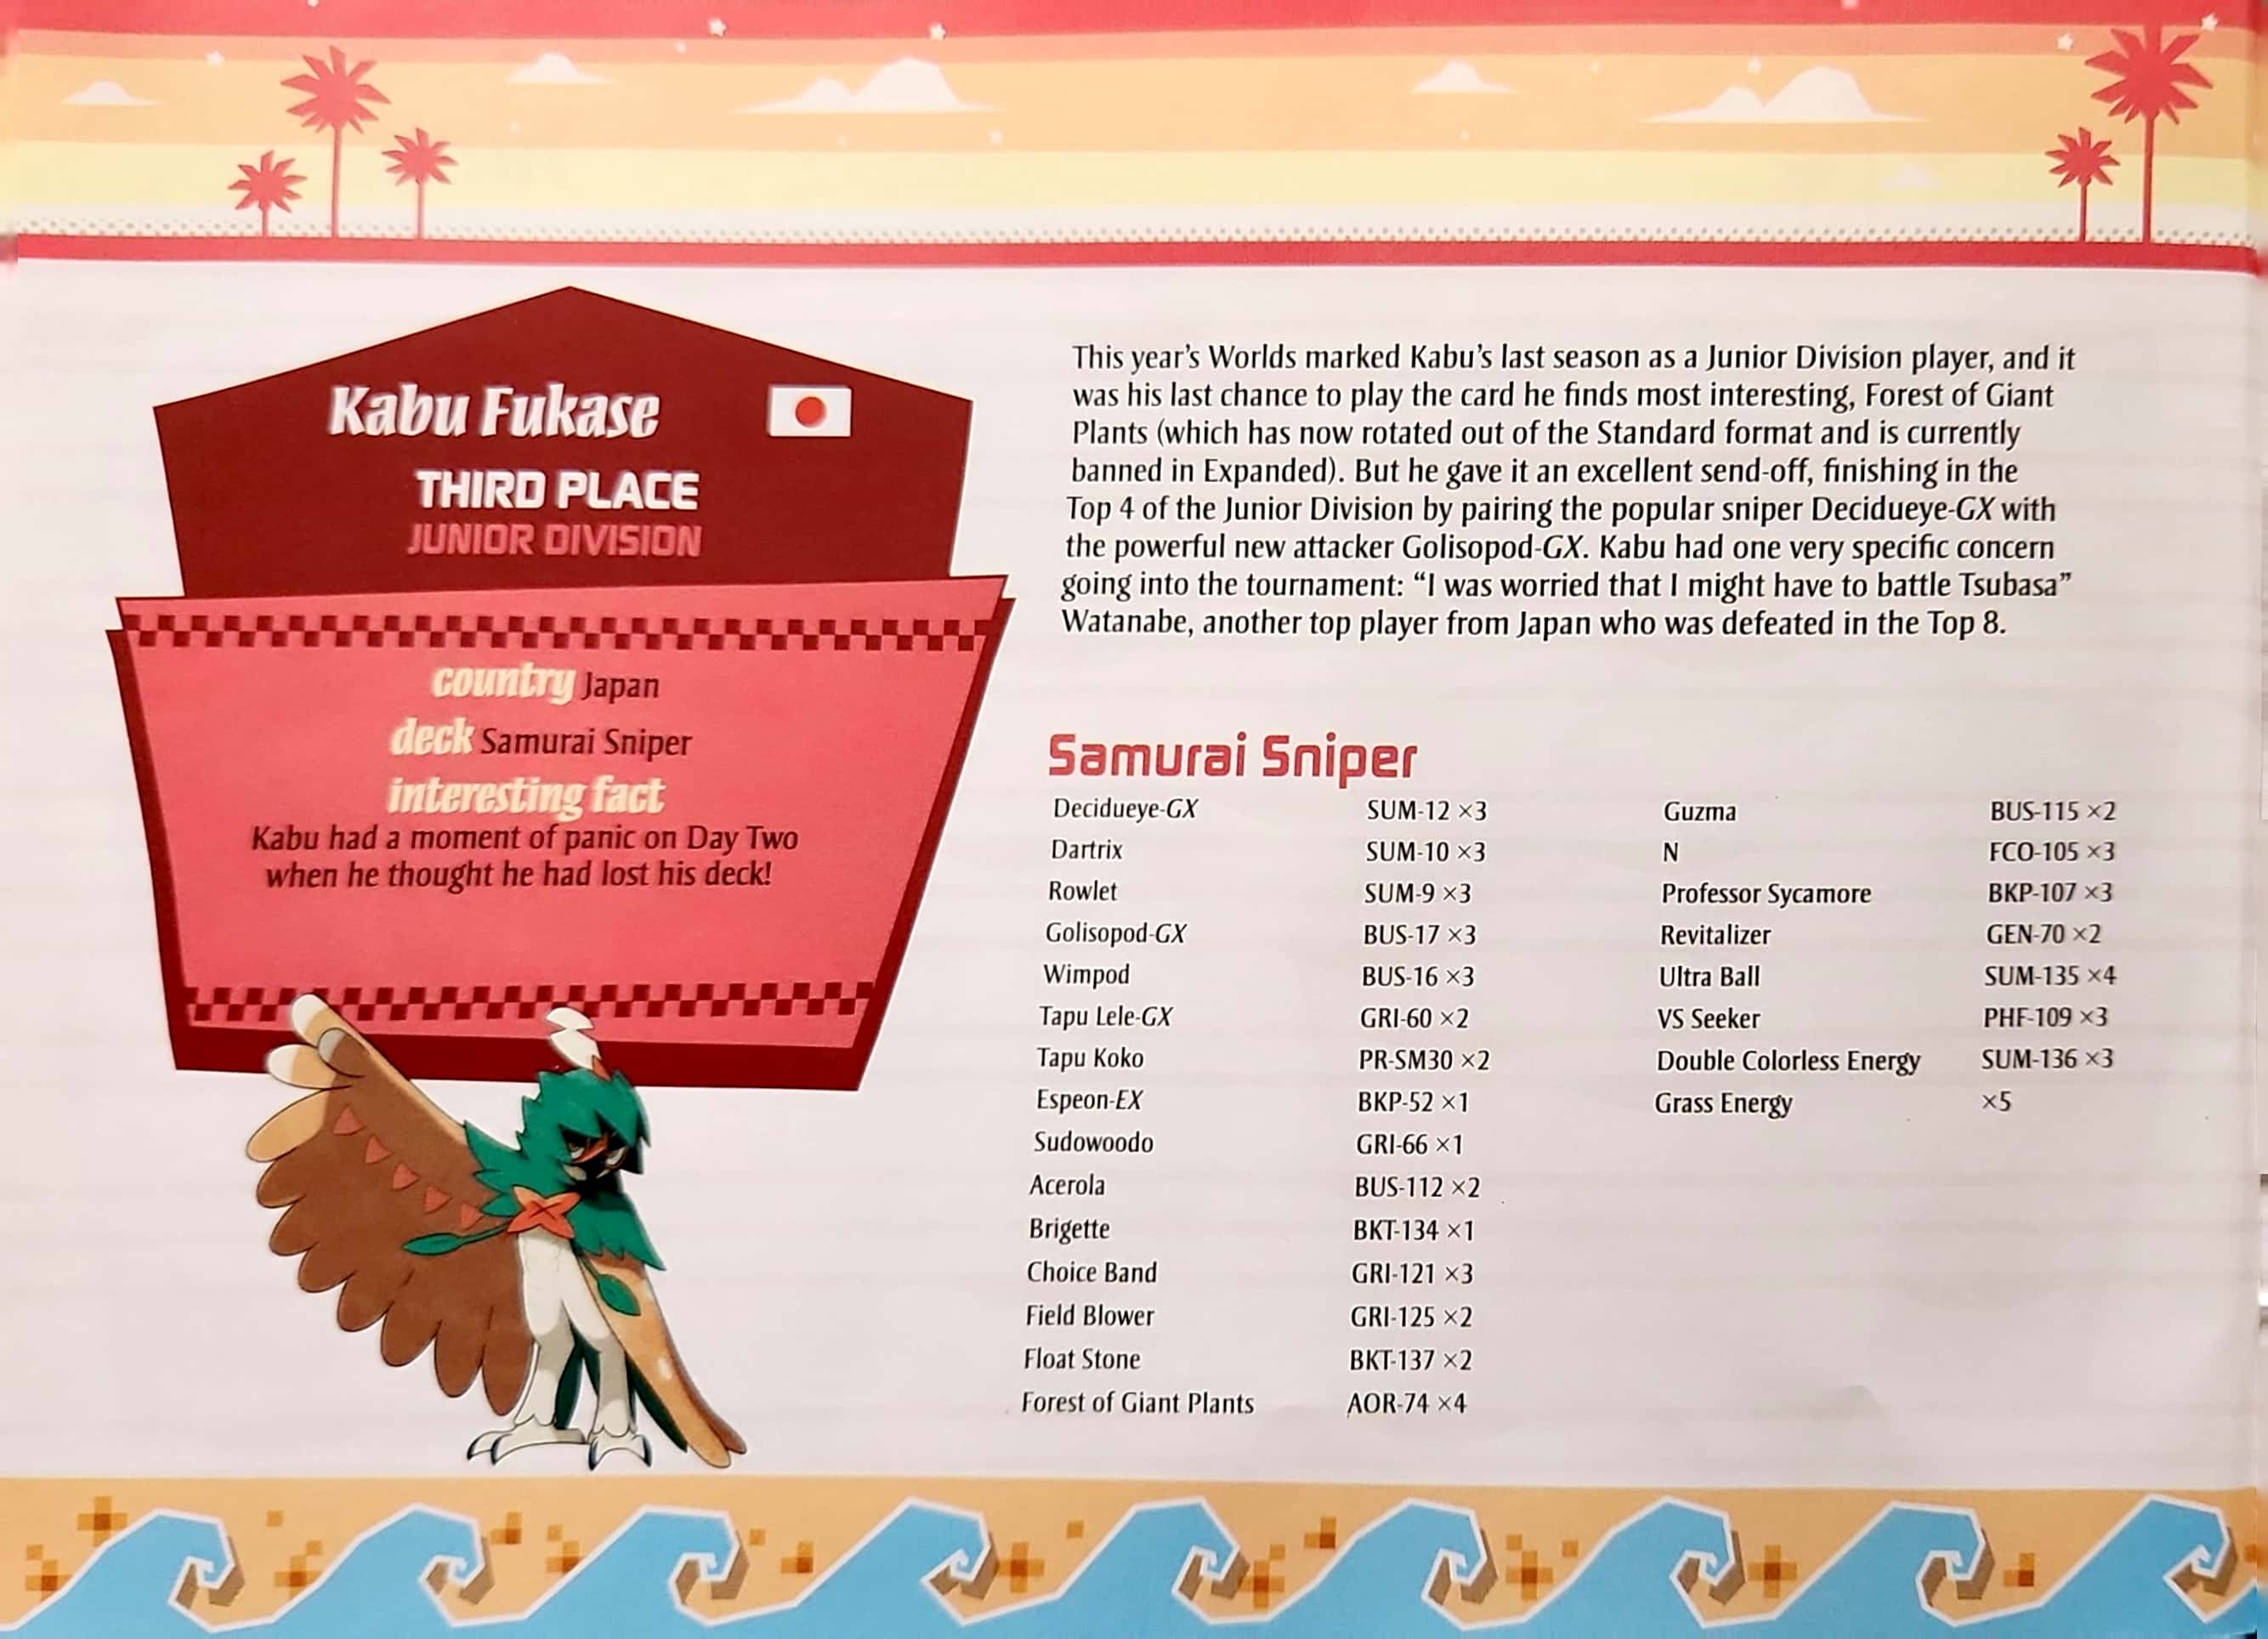 Kabu Fukase
THIRD PLACE
JUNIOR DIVISION
country Japan
deck Samurai Sniper
interesting fact
Kabu had a moment of panic on Day Two
when he thought he had lost his deck!
This year's Worlds marked Kabu's last season as a Junior Division player, and it
was his last chance to play the card he finds most interesting, Forest of Giant
Plants (which has now rotated out of the Standard format and is currently
banned in Expanded). But he gave it an excellent send-off, finishing in the
Top 4 of the Junior Division by pairing the popular sniper Decidueye-GX with
the powerful new attacker Golisopod-GX. Kabu had one very specific concern
going into the tournament: “I was worried that I might have to battle Tsubasa”
Watanabe, another top player from Japan who was defeated in the Top 8.
Samurai Sniper
Decidueye-GX SUM-12 ×3
Dartrix SUM-10 ×3
Rowlet SUM-9 ×3
Golisopod-GX BUS-17 ×3
Wimpod BUS-16 ×3
Tapu Lele-GX GRI-60 ×2
Tapu Koko PR-SM30 ×2
Espeon-EX BKP-52 ×1
Sudowoodo GRI-66 ×1
Acerola BUS-112 ×2
Brigette BKT-134 ×1
Choice Band GRI-121 ×3
Field Blower GRI-125 ×2
Float Stone BKT-137 ×2
Forest of Giant Plants AOR-74 ×4
Guzma BUS-115 ×2
N FCO-105 ×3
Professor Sycamore BKP-107 ×3
Revitalizer GEN-70 ×2
Ultra Ball SUM-135 ×4
VS Seeker PHF-109 ×3
Double Colorless Energy SUM-136 ×3
Grass Energy ×5